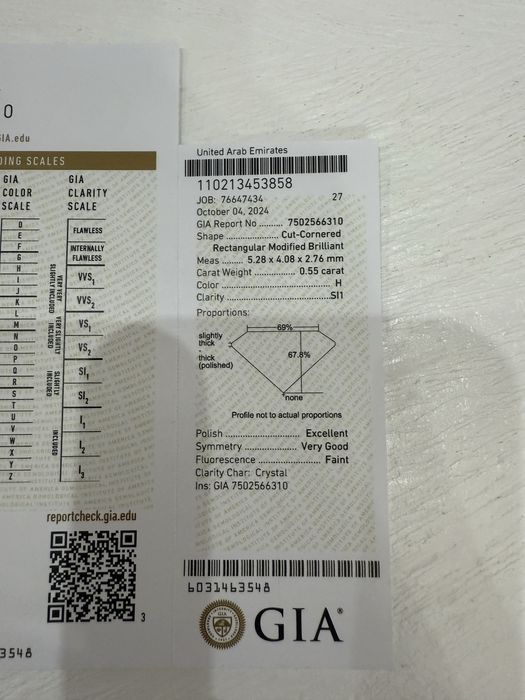 0
IA.edu
DING SCALES
GIA
COLOR
SCALE
D
E
F
G
H
I
J
K
L
M
N
O
P
Q
R
S
T
U
V
W
X
Y
Z
GIA
CLARITY
SCALE
FLAWLESS
INTERNALLY
FLAWLESS
VERY VERY
SLIGHTLY INCLUDED
VVS1
VVS2
VERY SLIGHTLY
INCLUDED
VS1
VS2
SLIGHTLY
INCLUDED
SI1
SI2
INCLUDED
I1
I2
I3
reportcheck.gia.edu
3
3548
United Arab Emirates
110213453858
JOB: 76647434 27
October 04, 2024
GIA Report No ........ 7502566310
Shape ............... Cut-Cornered
Rectangular Modified Brilliant
Meas ..... 5.28 x 4.08 x 2.76 mm
Carat Weight ............ 0.55 carat
Color .................................. H
Clarity ............................... SI1
Proportions:
69%
slightly
thick
-
thick
(polished)
67.8%
none
Profile not to actual proportions
Polish ........................ Excellent
Symmetry ................ Very Good
Fluorescence ................. Faint
Clarity Char: Crystal
Ins: GIA 7502566310
6031463548
GIA®